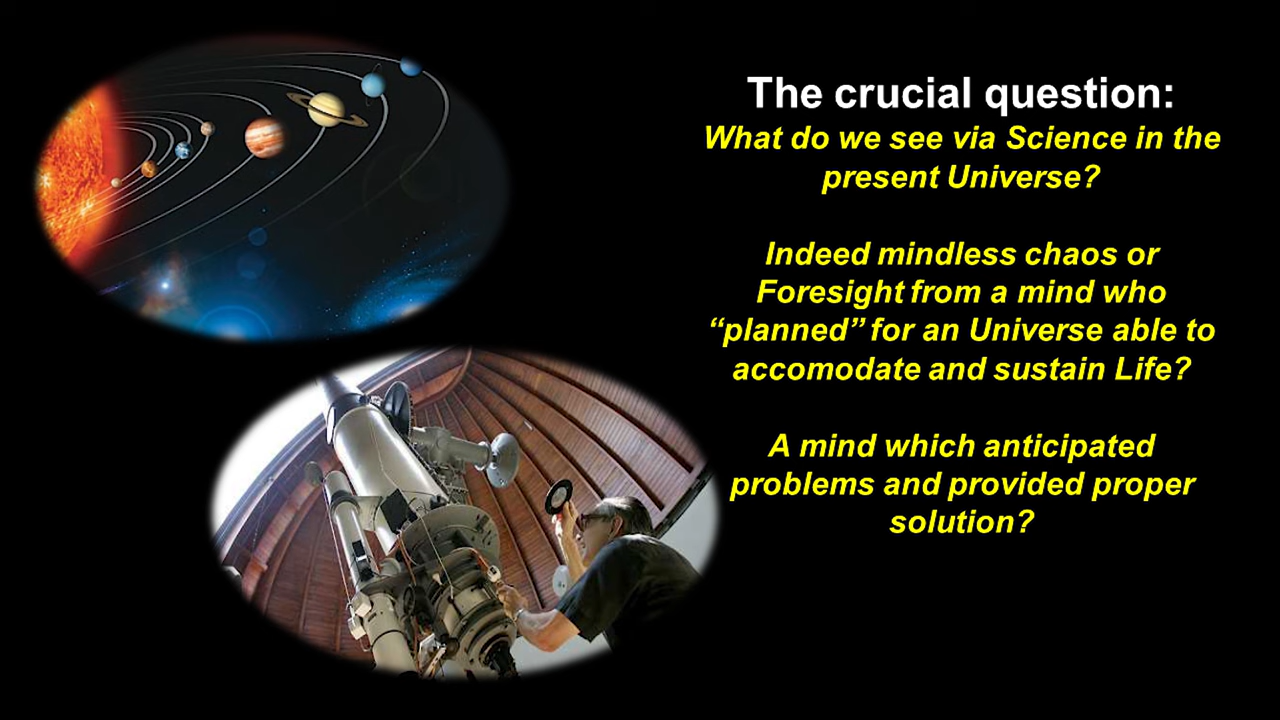 The crucial question:
What do we see via Science in the
present Universe?
Indeed mindless chaos or
Foresight from a mind who
“planned” for an Universe able to
accomodate and sustain Life?
A mind which anticipated
problems and provided proper
solution?